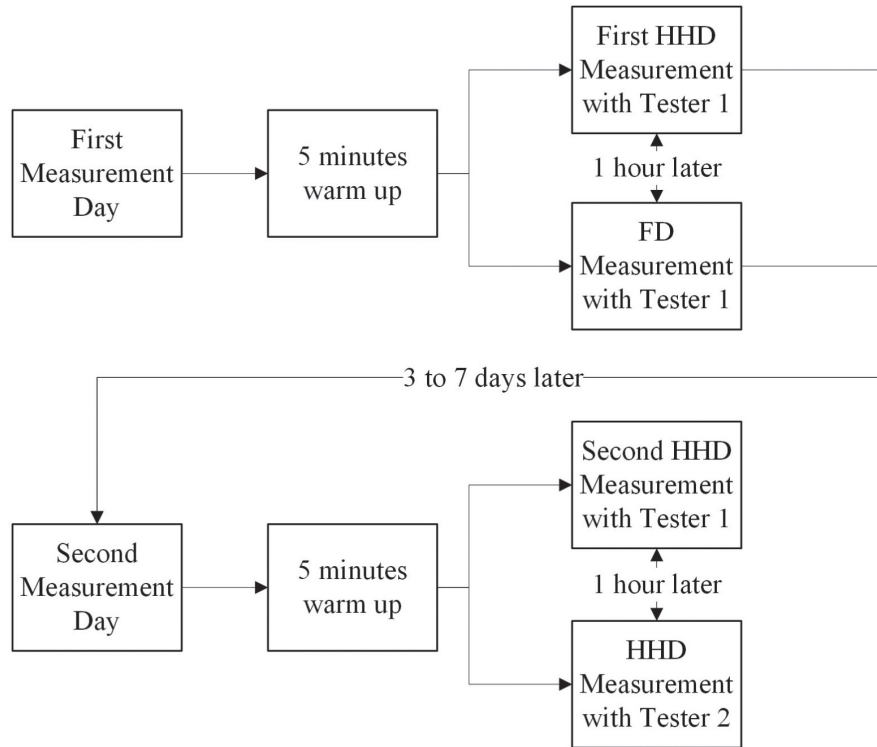 First
Measurement
Day
5 minutes
warm up
First HHD
Measurement
with Tester 1
1 hour later
FD
Measurement
with Tester 1
3 to 7 days later
Second
Measurement
Day
5 minutes
warm up
Second HHD
Measurement
with Tester 1
1 hour later
HHD
Measurement
with Tester 2